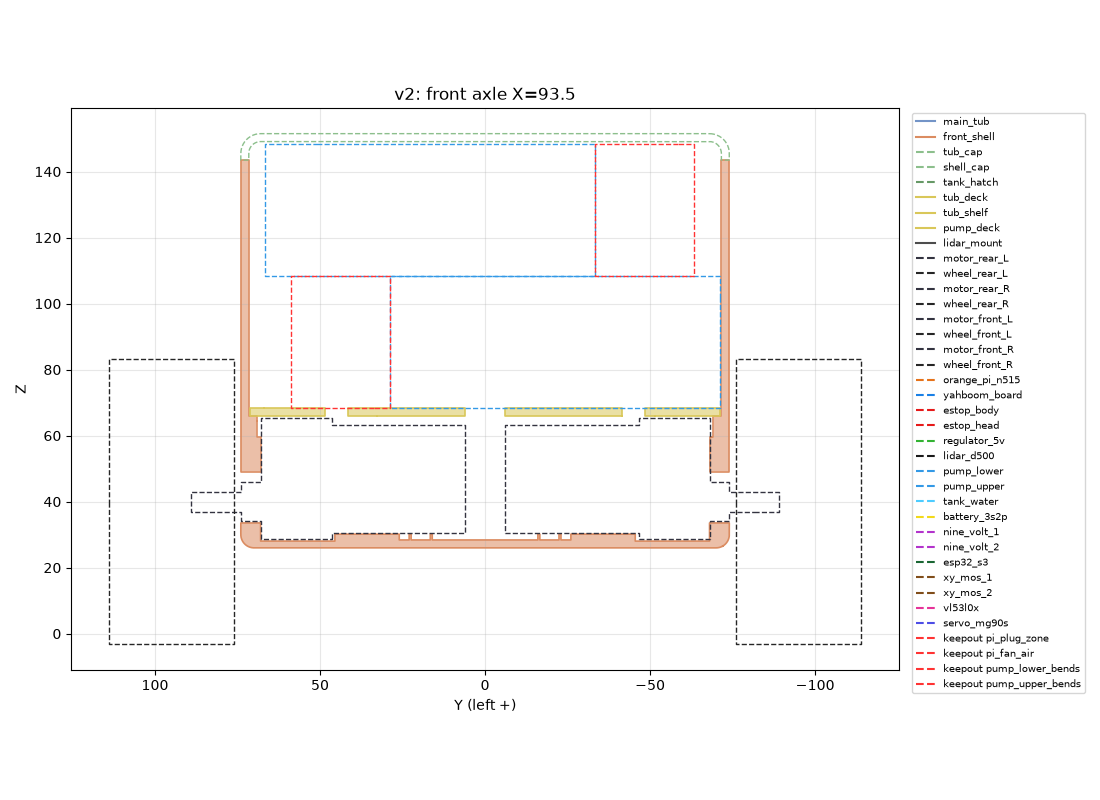 v2: front axle X=93.5
Z
140
120
100
80
60
40
20
0
100
50
0
−50
−100
Y (left +)
main_tub
front_shell
tub_cap
shell_cap
tank_hatch
tub_deck
tub_shelf
pump_deck
lidar_mount
motor_rear_L
wheel_rear_L
motor_rear_R
wheel_rear_R
motor_front_L
wheel_front_L
motor_front_R
wheel_front_R
orange_pi_n515
yahboom_board
estop_body
estop_head
regulator_5v
lidar_d500
pump_lower
pump_upper
tank_water
battery_3s2p
nine_volt_1
nine_volt_2
esp32_s3
xy_mos_1
xy_mos_2
vl53l0x
servo_mg90s
keepout pi_plug_zone
keepout pi_fan_air
keepout pump_lower_bends
keepout pump_upper_bends